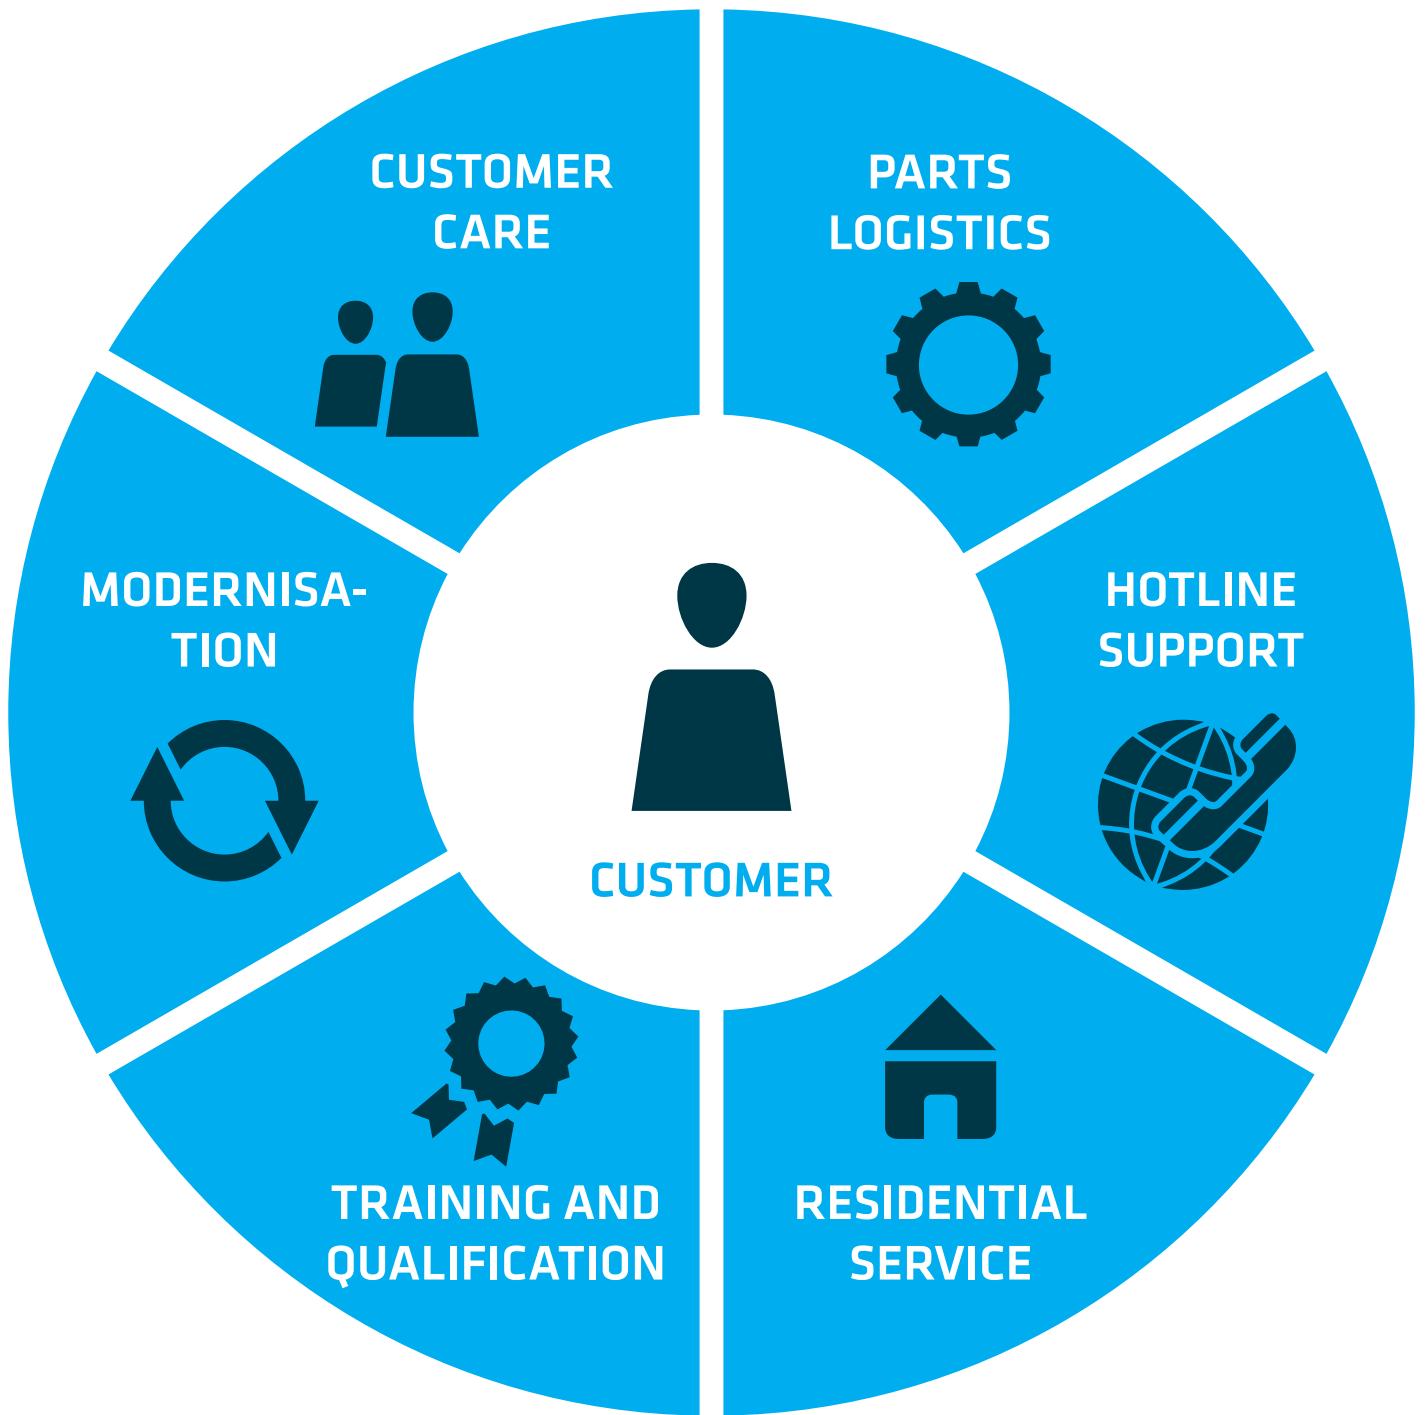 CUSTOMER
CARE
PARTS
LOGISTICS
MODERNISA-
TION
HOTLINE
SUPPORT
CUSTOMER
TRAINING AND
QUALIFICATION
RESIDENTIAL
SERVICE